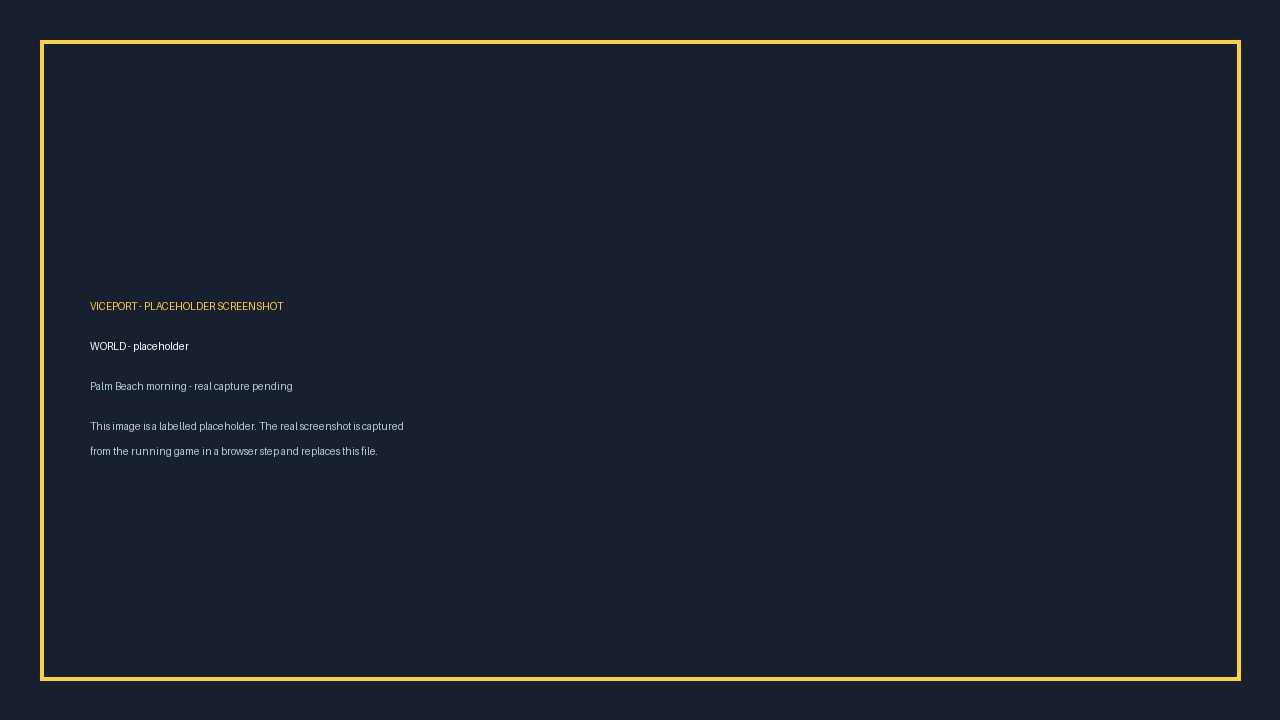 VICEPORT - PLACEHOLDER SCREENSHOT
WORLD - placeholder
Palm Beach morning - real capture pending
This image is a labelled placeholder. The real screenshot is captured
from the running game in a browser step and replaces this file.